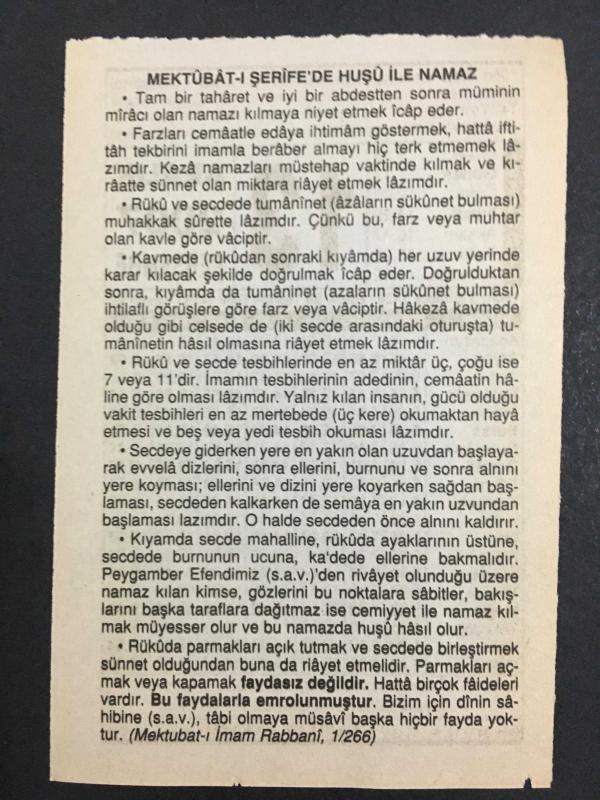 MEKTÛBÂT-I ŞERÎFE'DE HUŞÛ İLE NAMAZ
• Tam bir tahâret ve iyi bir abdestten sonra müminin
mîrâcı olan namazı kılmaya niyet etmek îcâp eder.
• Farzları cemâatle edâya ihtimâm göstermek, hattâ ifti-
tâh tekbirini imamla berâber almayı hiç terk etmemek lâ-
zımdır. Kezâ namazları müstehap vaktinde kılmak ve kı-
râatte sünnet olan miktara riâyet etmek lâzımdır.
• Rükû ve secdede tumânînet (âzâların sükûnet bulması)
muhakkak sûrette lâzımdır. Çünkü bu, farz veya muhtar
olan kavle göre vâciptir.
• Kavmede (rükûdan sonraki kıyâmda) her uzuv yerinde
karar kılacak şekilde doğrulmak îcâp eder. Doğrulduktan
sonra, kıyâmda da tumâninet (azaların sükûnet bulması)
ihtilaflı görüşlere göre farz veya vâciptir. Hâkezâ kavmede
olduğu gibi celsede de (iki secde arasındaki oturuşta) tu-
mânînetin hâsıl olmasına riâyet etmek lâzımdır.
• Rükû ve secde tesbihlerinde en az miktâr üç, çoğu ise
7 veya 11'dir. İmamın tesbihlerinin adedinin, cemâatin hâ-
line göre olması lâzımdır. Yalnız kılan insanın, gücü olduğu
vakit tesbihleri en az mertebede (üç kere) okumaktan hayâ
etmesi ve beş veya yedi tesbih okuması lâzımdır.
• Secdeye giderken yere en yakın olan uzuvdan başlaya-
rak evvelâ dizlerini, sonra ellerini, burnunu ve sonra alnını
yere koyması; ellerini ve dizini yere koyarken sağdan baş-
laması, secdeden kalkarken de semâya en yakın uzvundan
başlaması lazımdır. O halde secdeden önce alnını kaldırır.
• Kıyamda secde mahalline, rükûda ayaklarının üstüne,
secdede burnunun ucuna, ka'dede ellerine bakmalıdır.
Peygamber Efendimiz (s.a.v.)'den rivâyet olunduğu üzere
namaz kılan kimse, gözlerini bu noktalara sâbitler, bakış-
larını başka taraflara dağıtmaz ise cemiyyet ile namaz kıl-
mak müyesser olur ve bu namazda huşû hâsıl olur.
• Rükûda parmakları açık tutmak ve secdede birleştirmek
sünnet olduğundan buna da riâyet etmelidir. Parmakları aç-
mak veya kapamak faydasız değildir. Hattâ birçok fâideleri
vardır. Bu faydalarla emrolunmuştur. Bizim için dînin sâ-
hibine (s.a.v.), tâbi olmaya müsâvî başka hiçbir fayda yok-
tur. (Mektubat-ı İmam Rabbanî, 1/266)